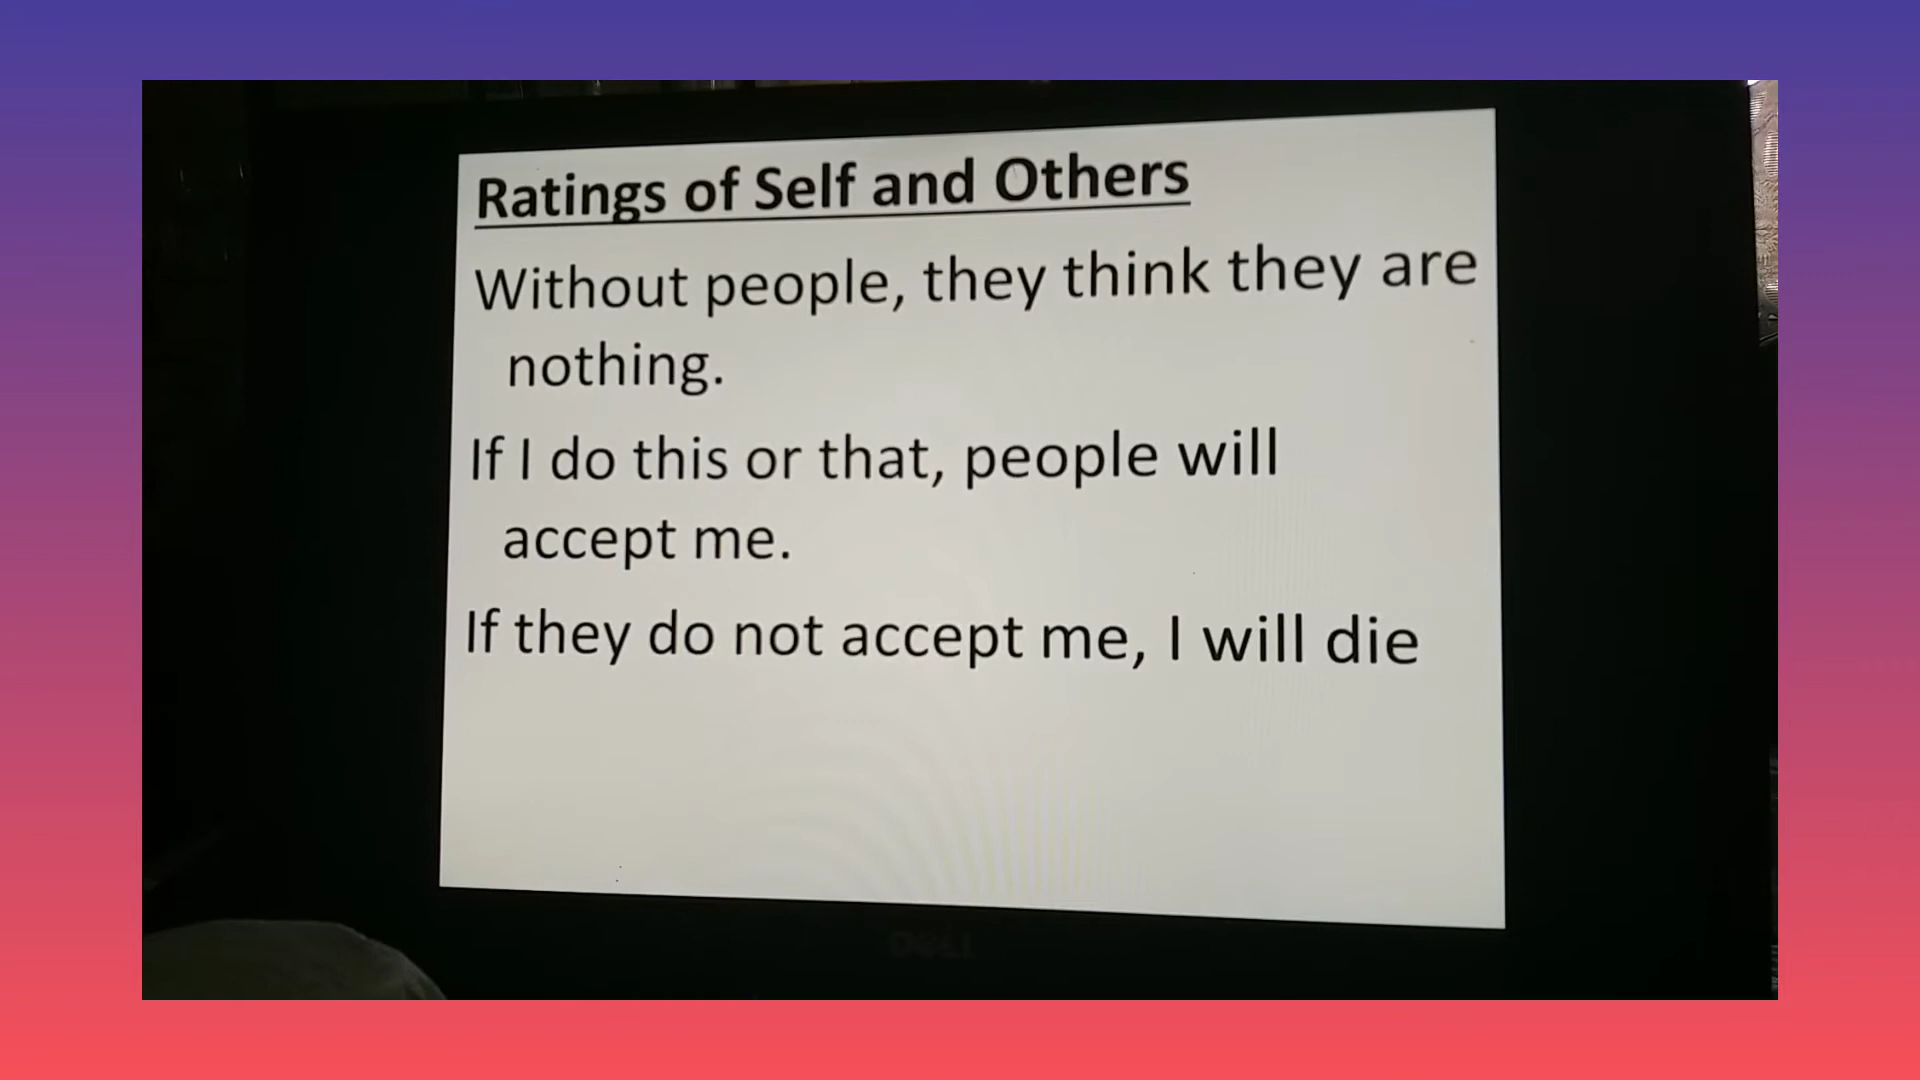 Ratings of Self and Others
Without people, they think they are
nothing.
If I do this or that, people will
accept me.
If they do not accept me, I will die
DELL